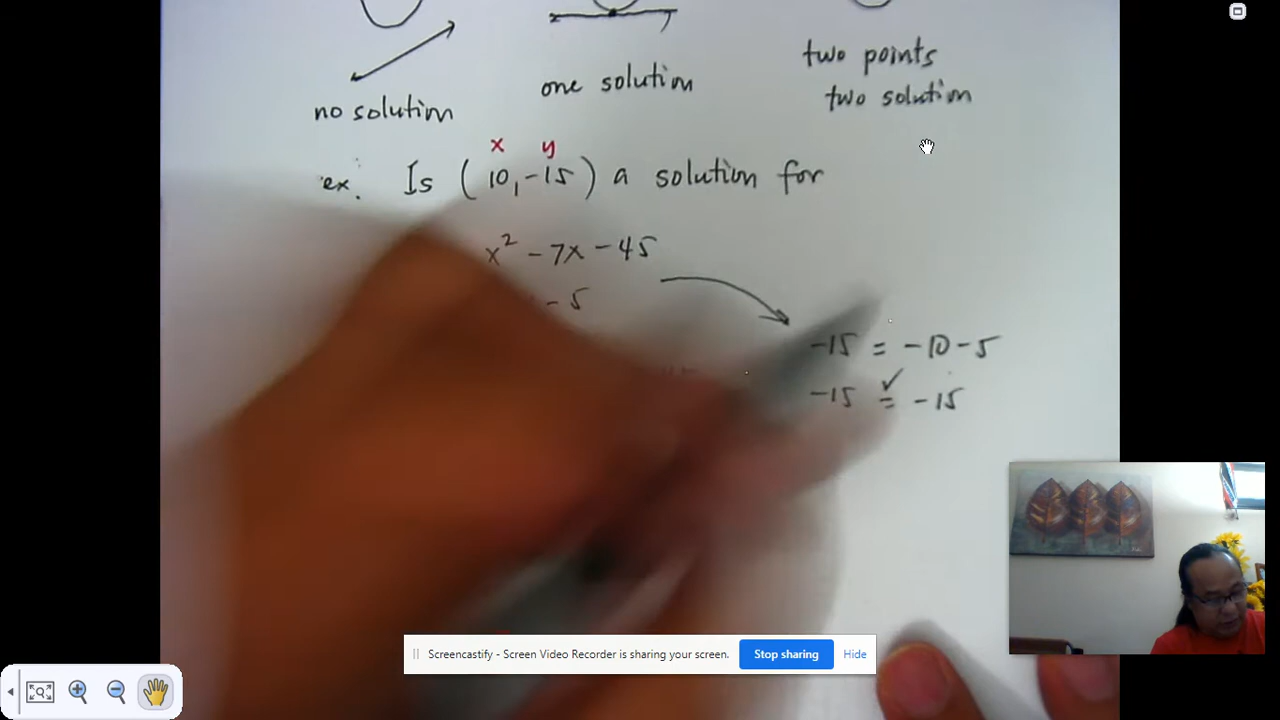 no solution
one solution
two points
two solution
x y
ex: Is (10, -15) a solution for
x² - 7x - 45
- 5
-15 = -10 - 5
-15 =✓ -15
Screencastify - Screen Video Recorder is sharing your screen. Stop sharing Hide